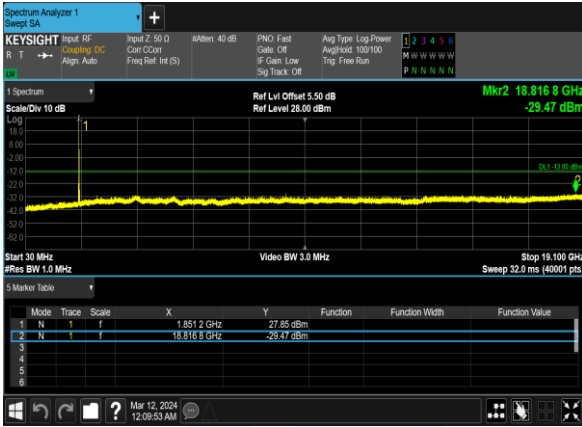 Spectrum Analyzer 1
Swept SA
+
KEYSIGHT Input: RF Input Z: 50 Ω #Atten: 40 dB PNO: Fast Avg Type: Log-Power 1 2 3 4 5 6
R T Coupling: DC Corr CCorr Gate: Off Avg|Hold: 100/100 M W W W W W
Align: Auto Freq Ref: Int (S) IF Gain: Low Trig: Free Run
LVI Sig Track: Off P N N N N N
1 Spectrum Ref Lvl Offset 5.50 dB Mkr2 18.816 8 GHz
Scale/Div 10 dB Ref Level 28.00 dBm -29.47 dBm
Log
1
18.0
8.00
-2.00
-12.0 DL1 -13.00 dBm
-22.0
-32.0
-42.0
-52.0
-62.0
Start 30 MHz Video BW 3.0 MHz Stop 19.100 GHz
#Res BW 1.0 MHz Sweep 32.0 ms (40001 pts
5 Marker Table
Mode Trace Scale X Y Function Function Width Function Value
1 N 1 f 1.851 2 GHz 27.85 dBm
2 N 1 f 18.816 8 GHz -29.47 dBm
3
4
5
6
? Mar 12, 2024
12:09:53 AM